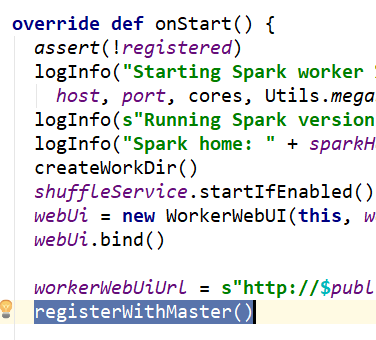 override def onStart() {
assert(!registered)
logInfo("Starting Spark worker
host, port, cores, Utils.mega
logInfo(s"Running Spark version
logInfo("Spark home: " + sparkH
createWorkDir()
shuffleService.startIfEnabled()
webUi = new WorkerWebUI(this, w
webUi.bind()
workerWebUiUrl = s"http://$publ
registerWithMaster()